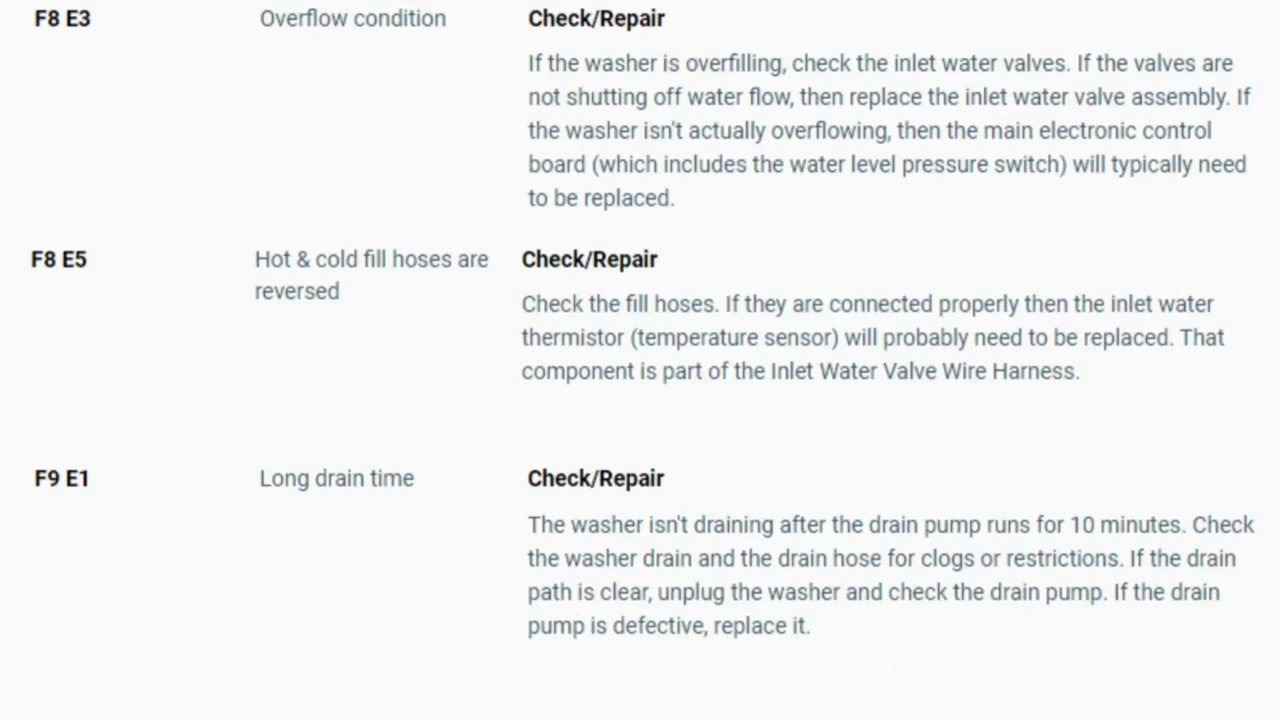 F8 E3 Overflow condition Check/Repair
If the washer is overfilling, check the inlet water valves. If the valves are
not shutting off water flow, then replace the inlet water valve assembly. If
the washer isn't actually overflowing, then the main electronic control
board (which includes the water level pressure switch) will typically need
to be replaced.
F8 E5 Hot & cold fill hoses are Check/Repair
reversed
Check the fill hoses. If they are connected properly then the inlet water
thermistor (temperature sensor) will probably need to be replaced. That
component is part of the Inlet Water Valve Wire Harness.
F9 E1 Long drain time Check/Repair
The washer isn't draining after the drain pump runs for 10 minutes. Check
the washer drain and the drain hose for clogs or restrictions. If the drain
path is clear, unplug the washer and check the drain pump. If the drain
pump is defective, replace it.